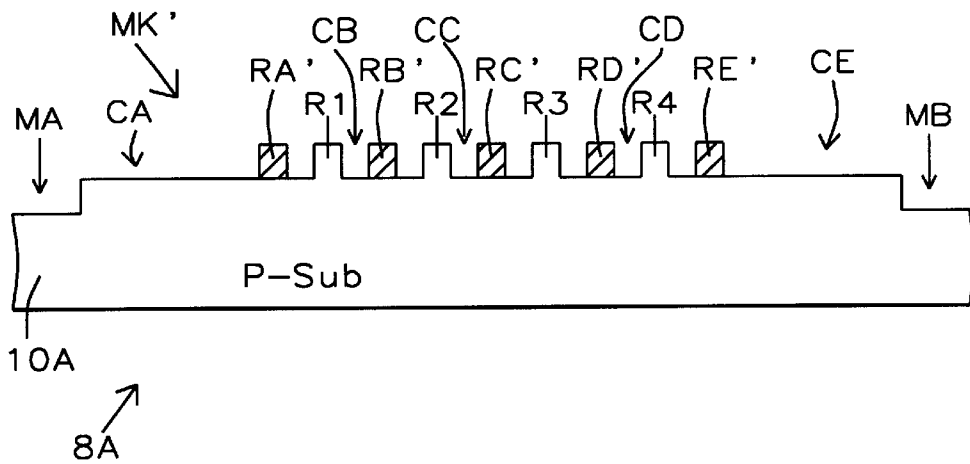 MK' CB CC CD
RA' RB' RC' RD' RE' CE
MA CA R1 R2 R3 R4 MB
P-Sub
10A
8A